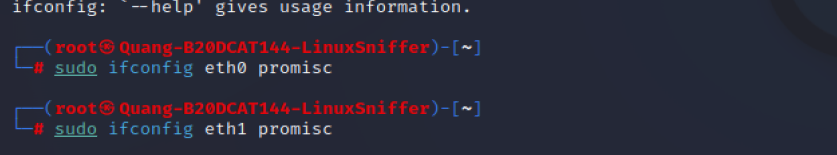 ifconfig: `--help' gives usage information.
┌──(root㉿Quang-B20DCAT144-LinuxSniffer)-[~]
└─# sudo ifconfig eth0 promisc
┌──(root㉿Quang-B20DCAT144-LinuxSniffer)-[~]
└─# sudo ifconfig eth1 promisc